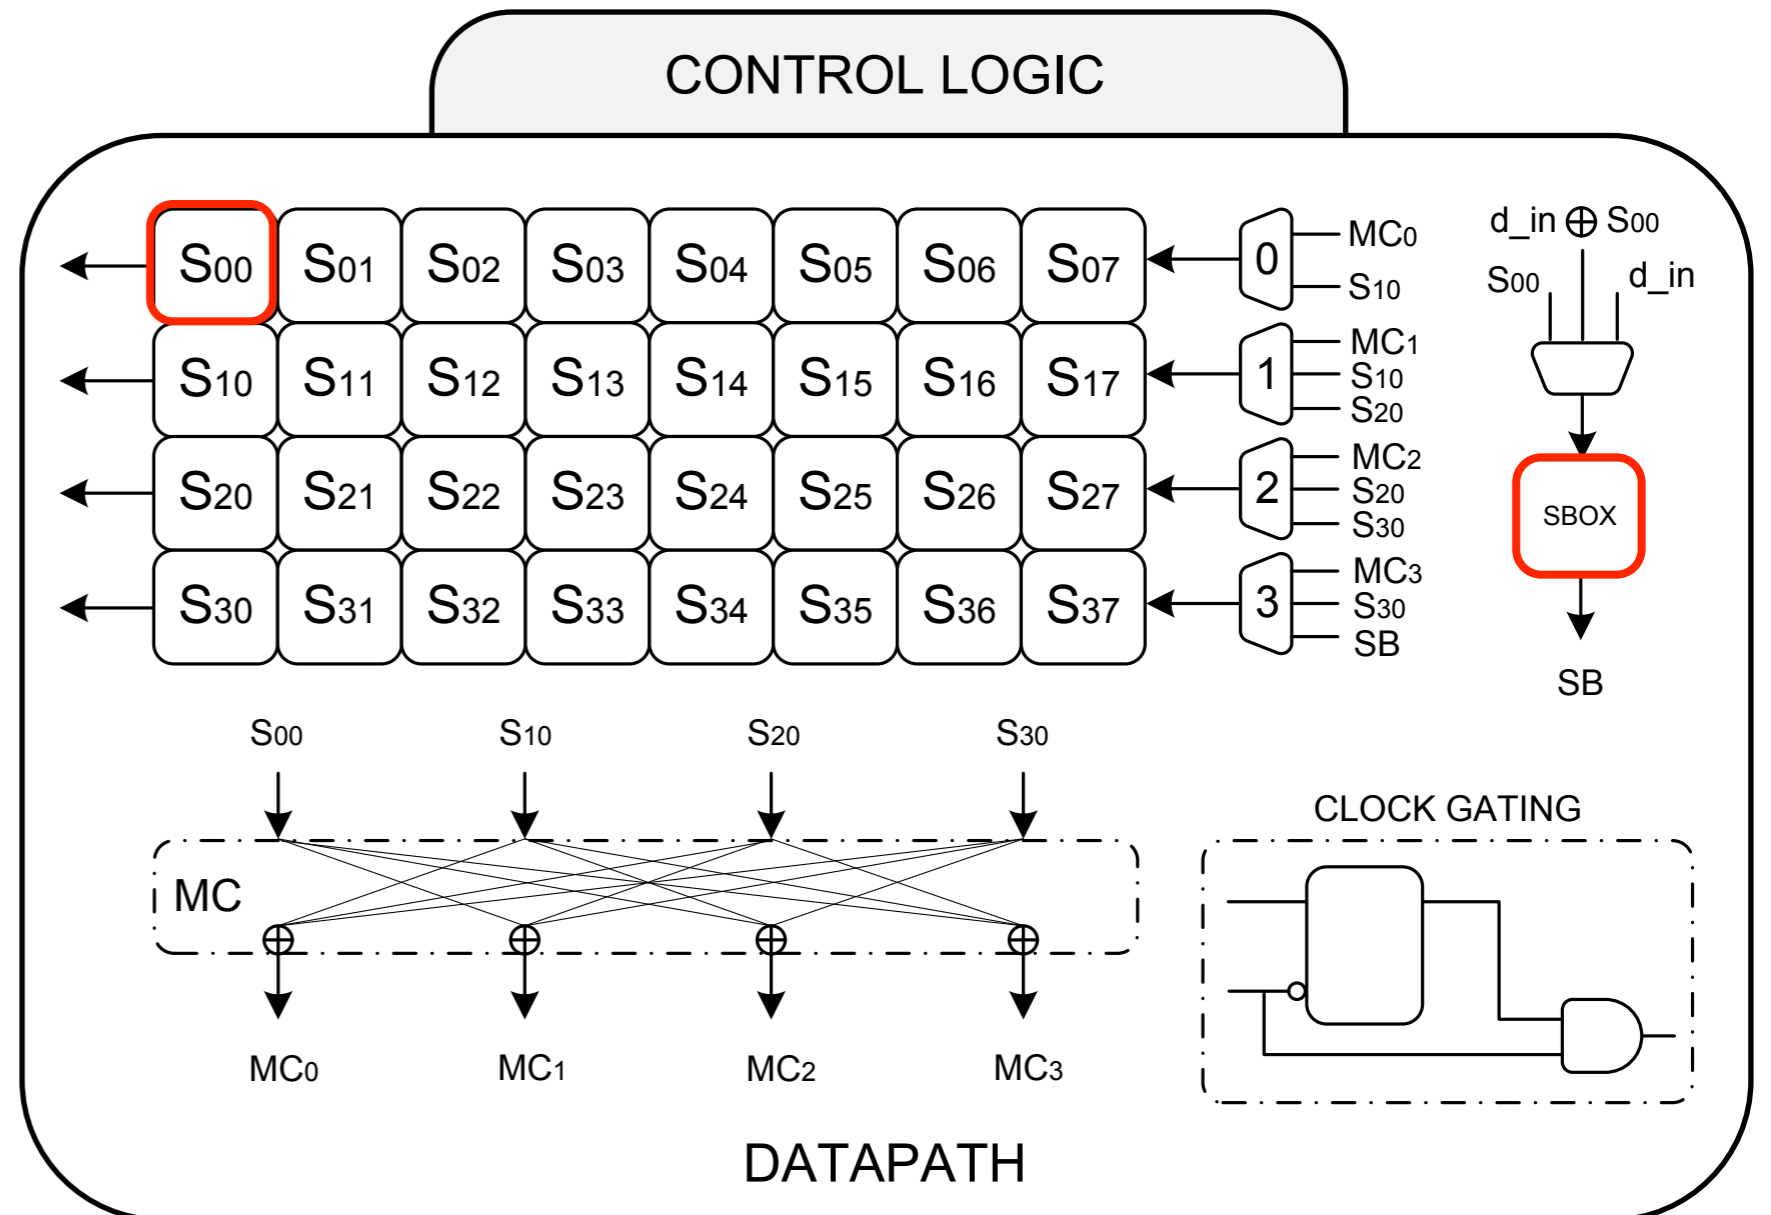 CONTROL LOGIC
S00 S01 S02 S03 S04 S05 S06 S07
0
MC0
S10
d_in ⊕ S00
S00
d_in
S10 S11 S12 S13 S14 S15 S16 S17
1
MC1
S10
S20
S20 S21 S22 S23 S24 S25 S26 S27
2
MC2
S20
S30
SBOX
S30 S31 S32 S33 S34 S35 S36 S37
3
MC3
S30
SB
SB
S00 S10 S20 S30
MC
MC0 MC1 MC2 MC3
CLOCK GATING
DATAPATH